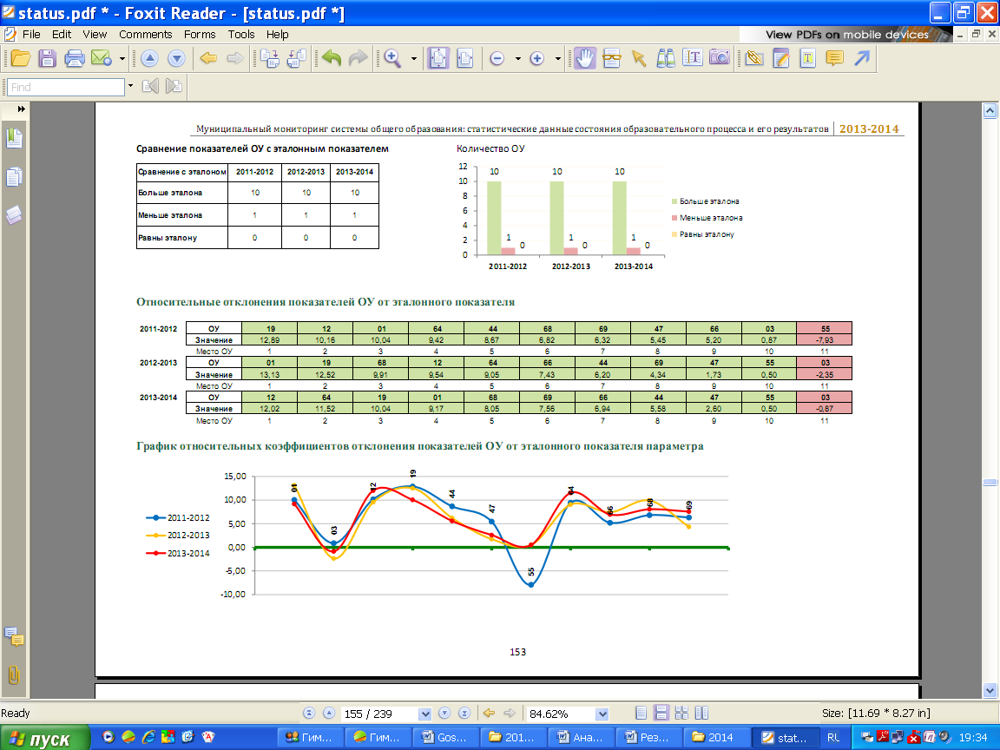 status.pdf * - Foxit Reader - [status.pdf *]
File Edit View Comments Forms Tools Help
View PDFs on mobile devices
Find
Муниципальный мониторинг системы общего образования: статистические данные состояния образовательного процесса и его результатов 2013-2014
Сравнение показателей ОУ с эталонным показателем
Сравнение с эталоном 2011-2012 2012-2013 2013-2014
Больше эталона 10 10 10
Меньше эталона 1 1 1
Равны эталону 0 0 0
Количество ОУ
12
10
8
6
4
2
0
10 10 10
1 0 1 0 1 0
2011-2012 2012-2013 2013-2014
Больше эталона
Меньше эталона
Равны эталону
Относительные отклонения показателей ОУ от эталонного показателя
2011-2012 ОУ 19 12 01 64 44 68 69 47 66 03 55
Значение 12,89 10,16 10,04 9,42 8,67 6,82 6,32 5,45 5,20 0,87 -7,93
Место ОУ 1 2 3 4 5 6 7 8 9 10 11
2012-2013 ОУ 01 19 68 12 64 66 44 69 47 55 03
Значение 13,13 12,52 9,91 9,54 9,05 7,43 6,20 4,34 1,73 0,50 -2,35
Место ОУ 1 2 3 4 5 6 7 8 9 10 11
2013-2014 ОУ 12 64 19 01 68 69 66 44 47 55 03
Значение 12,02 11,52 10,04 9,17 8,05 7,56 6,94 5,58 2,60 0,50 -0,87
Место ОУ 1 2 3 4 5 6 7 8 9 10 11
График относительных коэффициентов отклонения показателей ОУ от эталонного показателя параметра
15,00
10,00
5,00
0,00
-5,00
-10,00
2011-2012
2012-2013
2013-2014
01 03 12 19 44 47 55 64 66 68 69
153
Ready 155 / 239 84.62% Size: [11.69 * 8.27 in]
пуск Гим... Гим... Gos... 201... Ана... Рез... 2014 stat... RL 19:34